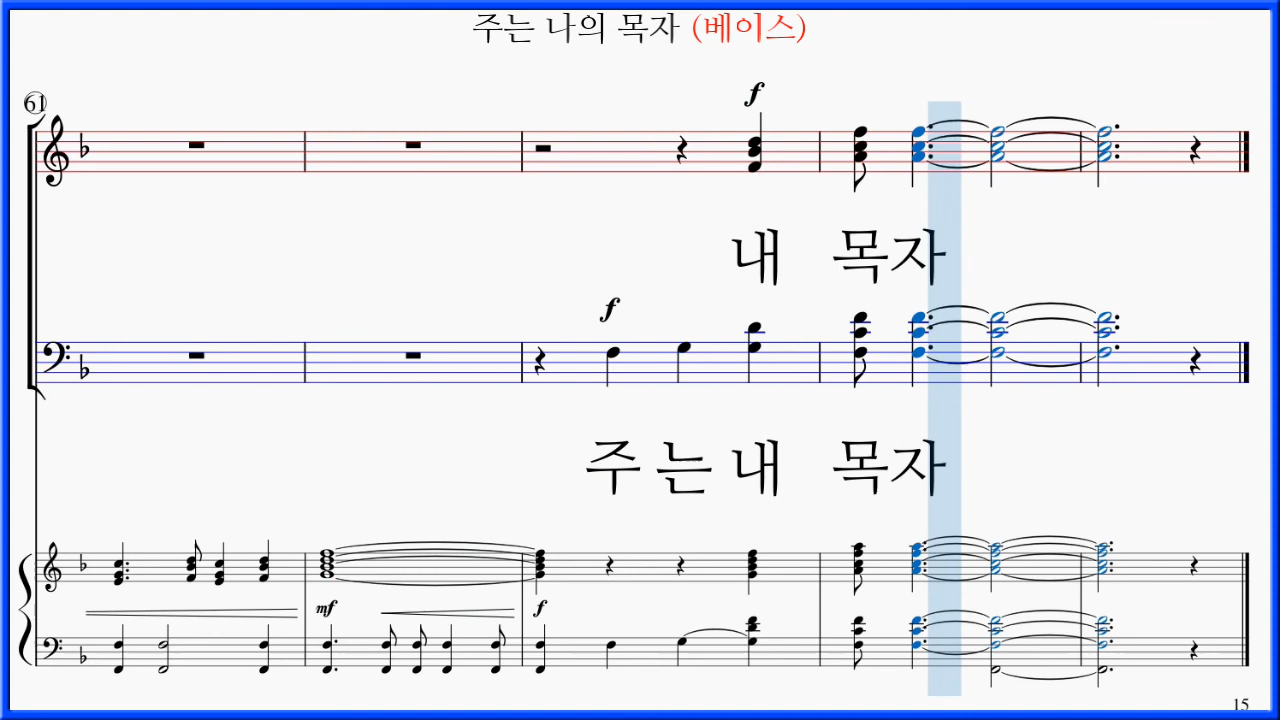 주는 나의 목자 (베이스)
61
f
내 목자
f
주 는 내 목자
mf f
15